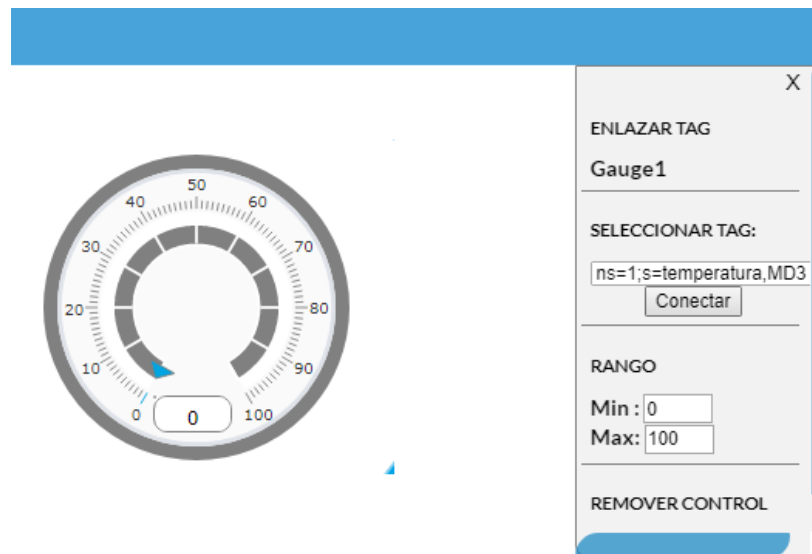 X
ENLAZAR TAG
Gauge1
SELECCIONAR TAG:
ns=1;s=temperatura,MD3
Conectar
RANGO
Min : 0
Max: 100
REMOVER CONTROL
50
40 60
30 70
20 80
10 90
0 0 100